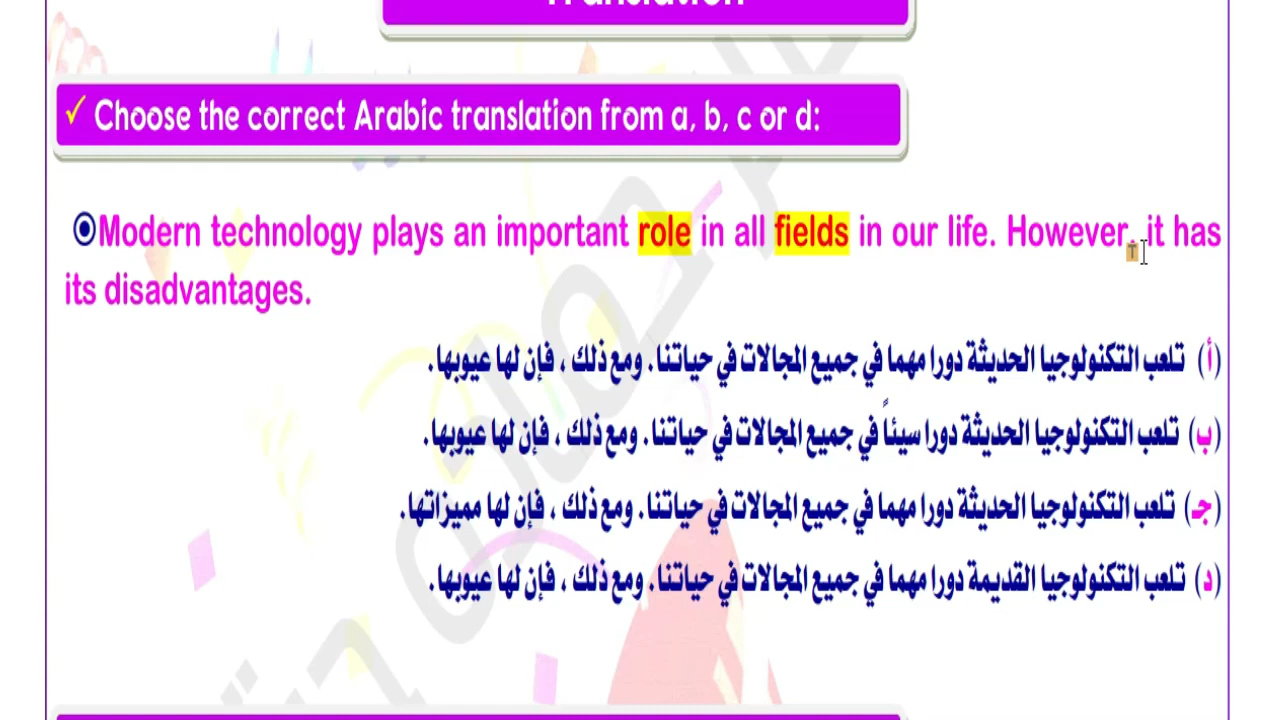 Translation
✓ Choose the correct Arabic translation from a, b, c or d:
Modern technology plays an important role in all fields in our life. However, it has
its disadvantages.
(أ) تلعب التكنولوجيا الحديثة دورا مهما في جميع المجالات في حياتنا. ومع ذلك ، فإن لها عيوبها.
(ب) تلعب التكنولوجيا الحديثة دورا سيئاً في جميع المجالات في حياتنا. ومع ذلك ، فإن لها عيوبها.
(جـ) تلعب التكنولوجيا الحديثة دورا مهما في جميع المجالات في حياتنا. ومع ذلك ، فإن لها مميزاتها.
(د) تلعب التكنولوجيا القديمة دورا مهما في جميع المجالات في حياتنا. ومع ذلك ، فإن لها عيوبها.